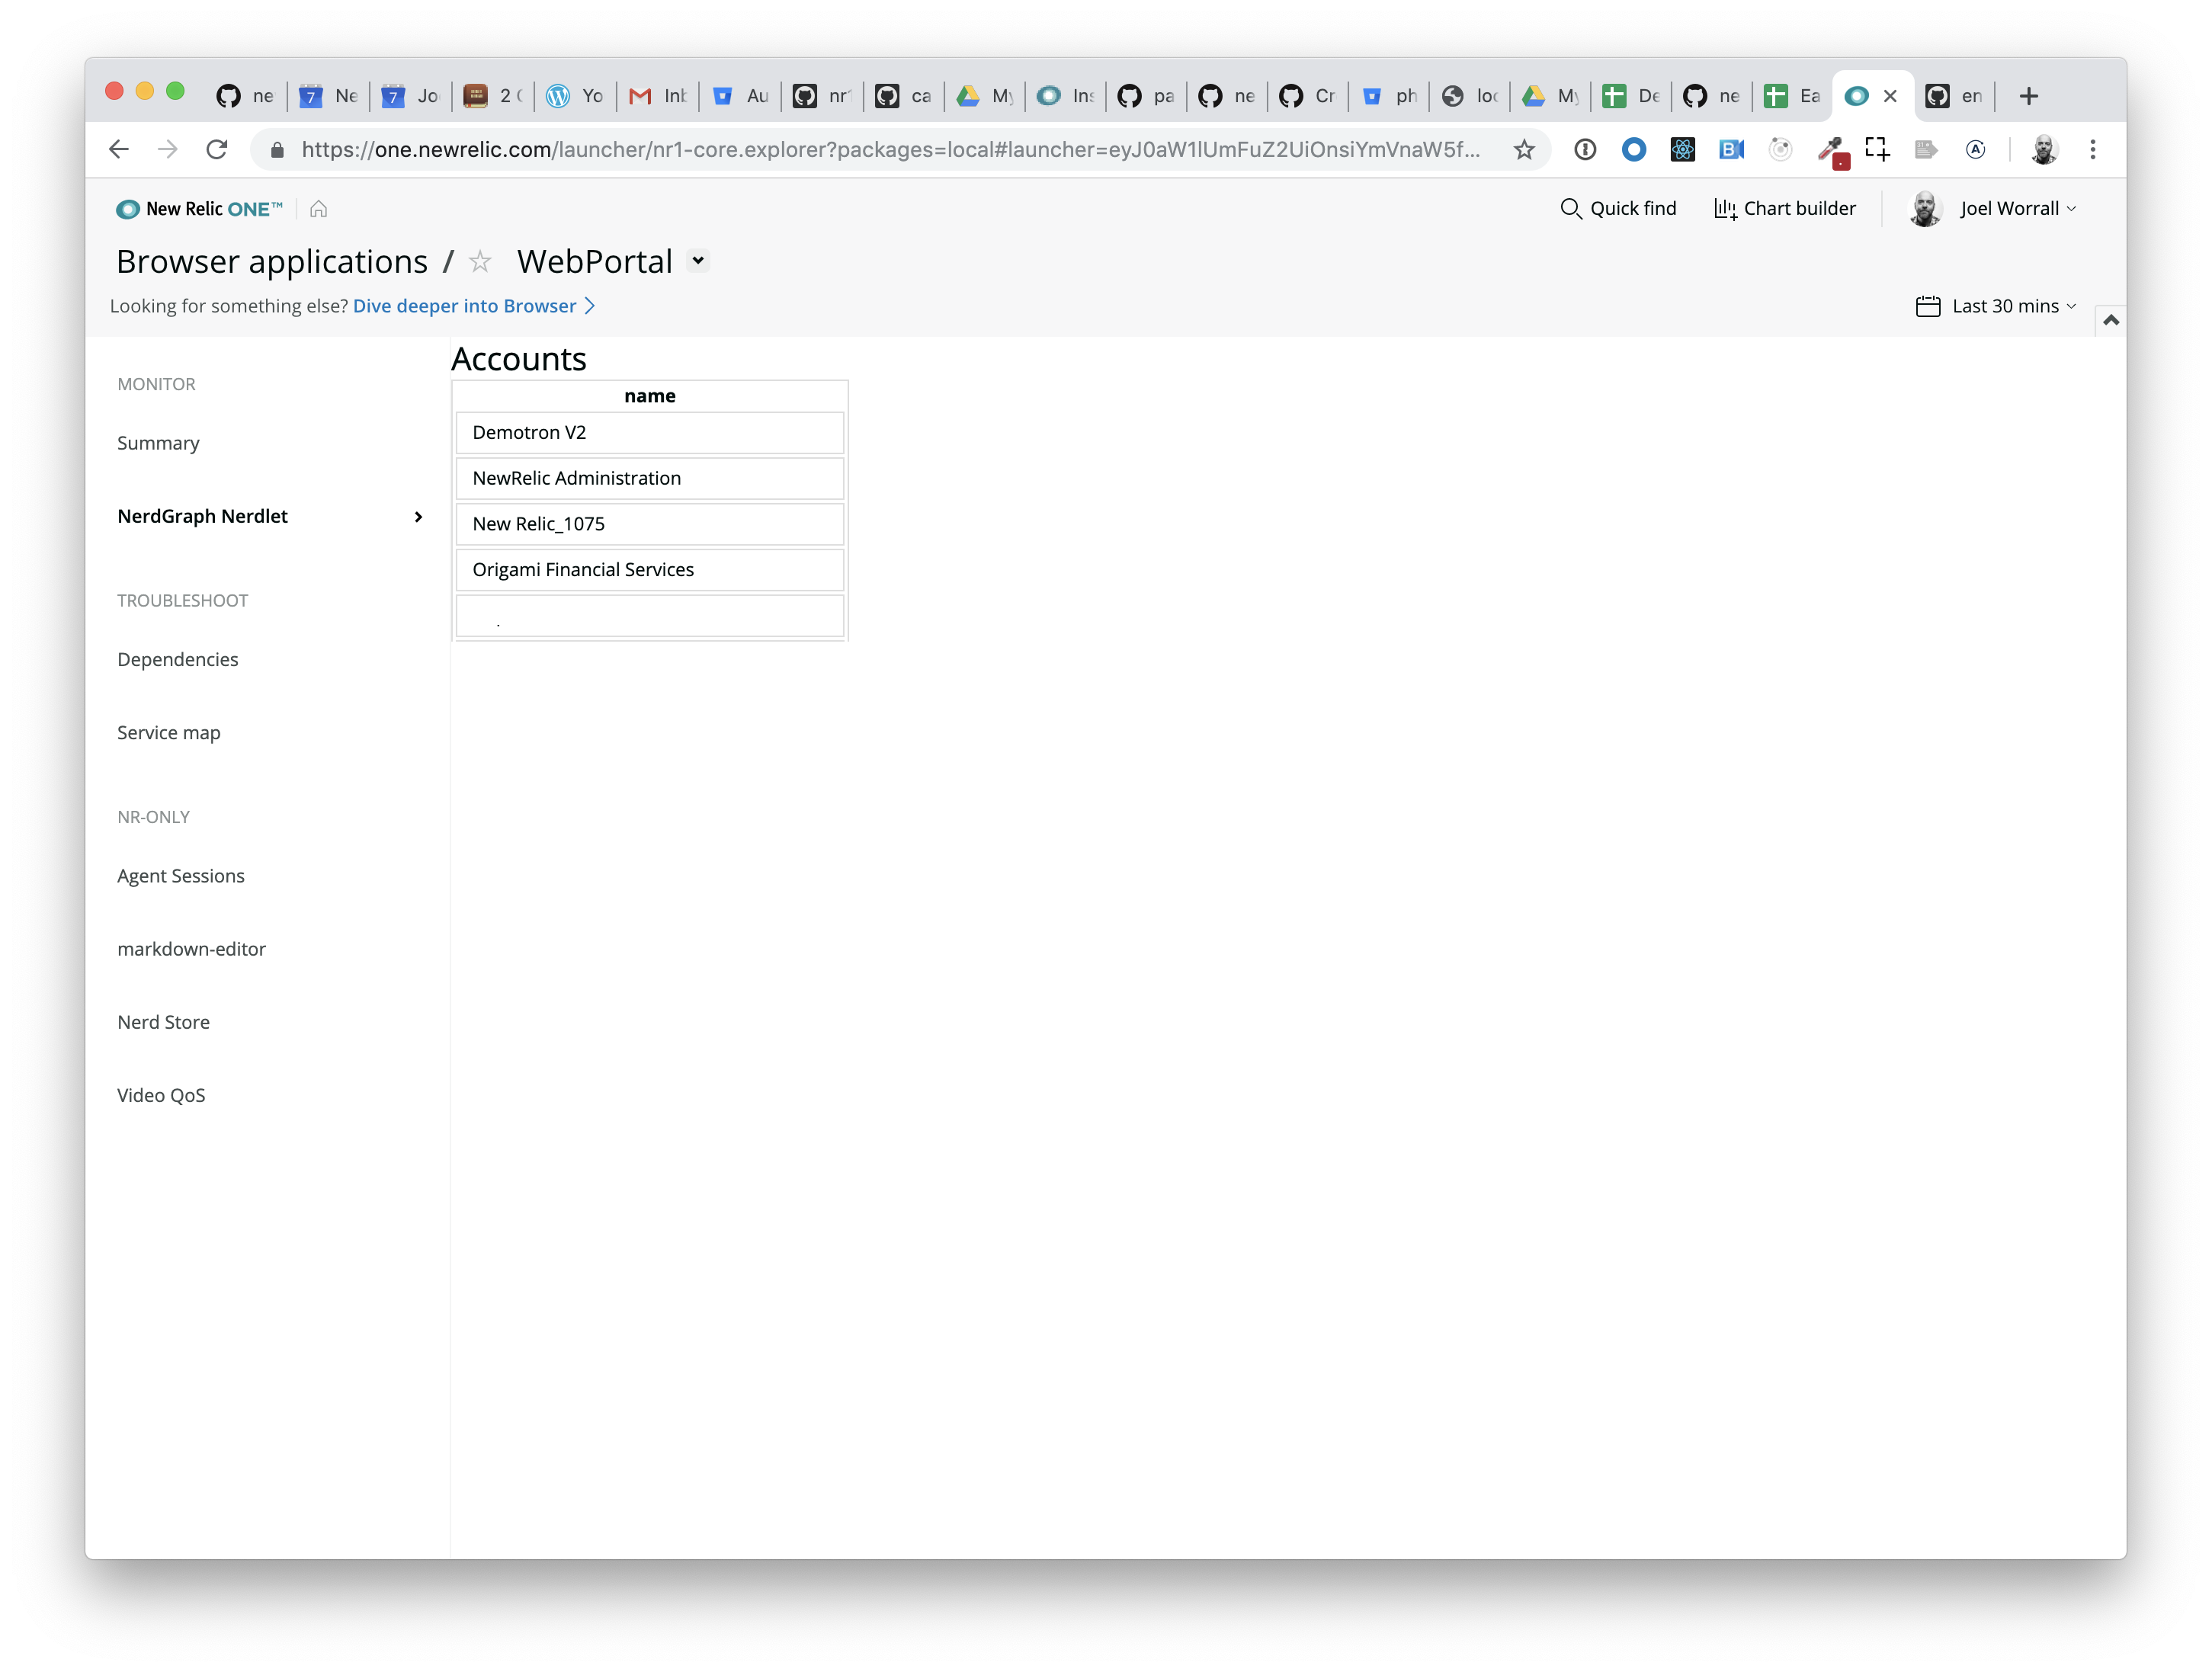 ne 7 Ne 7 Jo 2 Yo Inb Au nr ca My Ins pa ne Cr ph loc My De ne Ea en
https://one.newrelic.com/launcher/nr1-core.explorer?packages=local#launcher=eyJ0aW1lUmFuZ2UiOnsiYmVnaW5f...
New Relic ONE™
Quick find
Chart builder
Joel Worrall
Browser applications / WebPortal
Looking for something else? Dive deeper into Browser
Last 30 mins
MONITOR
Summary
NerdGraph Nerdlet
TROUBLESHOOT
Dependencies
Service map
NR-ONLY
Agent Sessions
markdown-editor
Nerd Store
Video QoS
Accounts
name
Demotron V2
NewRelic Administration
New Relic_1075
Origami Financial Services